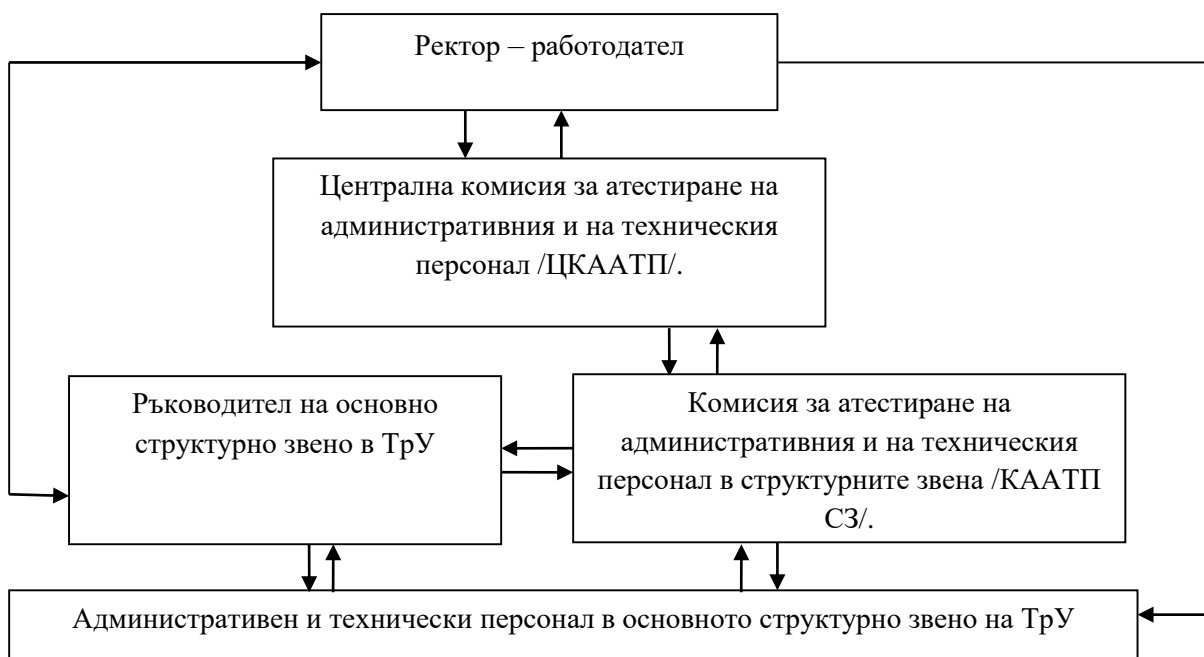 Ректор – работодател
Централна комисия за атестиране на
административния и на техническия
персонал /ЦКААТП/.
Ръководител на основно
структурно звено в ТрУ
Комисия за атестиране на
административния и на техническия
персонал в структурните звена /КААТП
СЗ/.
Административен и технически персонал в основното структурно звено на ТрУ